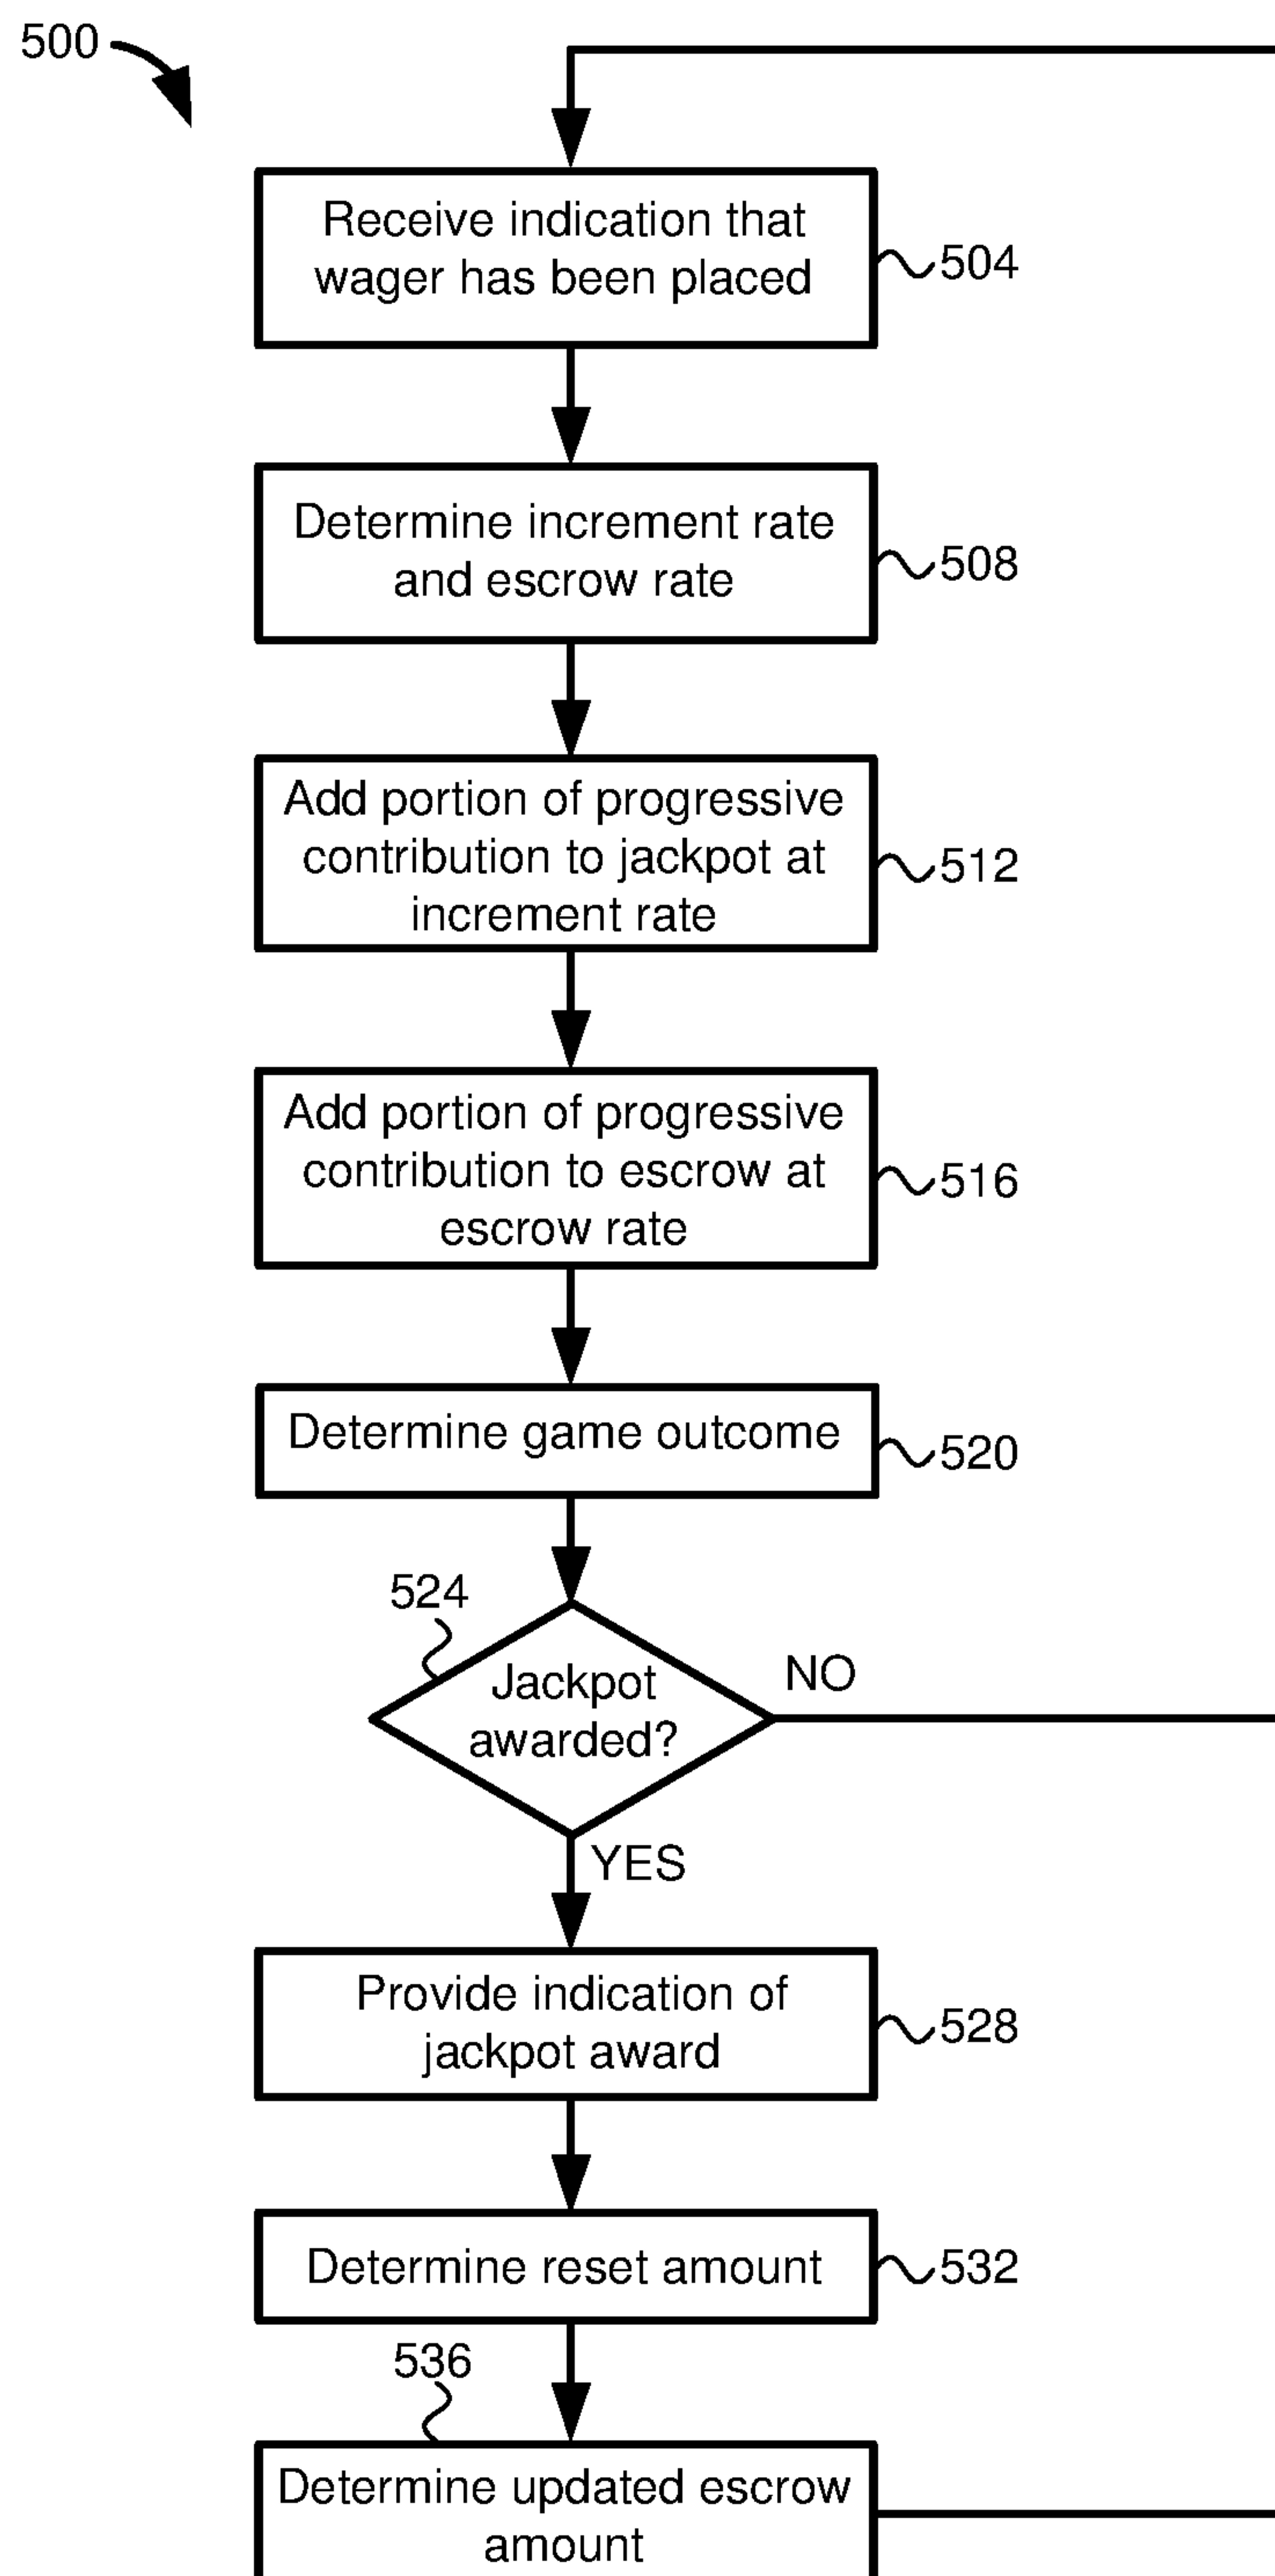 500
Receive indication that
wager has been placed
504
Determine increment rate
and escrow rate
508
Add portion of progressive
contribution to jackpot at
increment rate
512
Add portion of progressive
contribution to escrow at
escrow rate
516
Determine game outcome
520
524
Jackpot
awarded?
NO
YES
Provide indication of
jackpot award
528
Determine reset amount
532
536
Determine updated escrow
amount